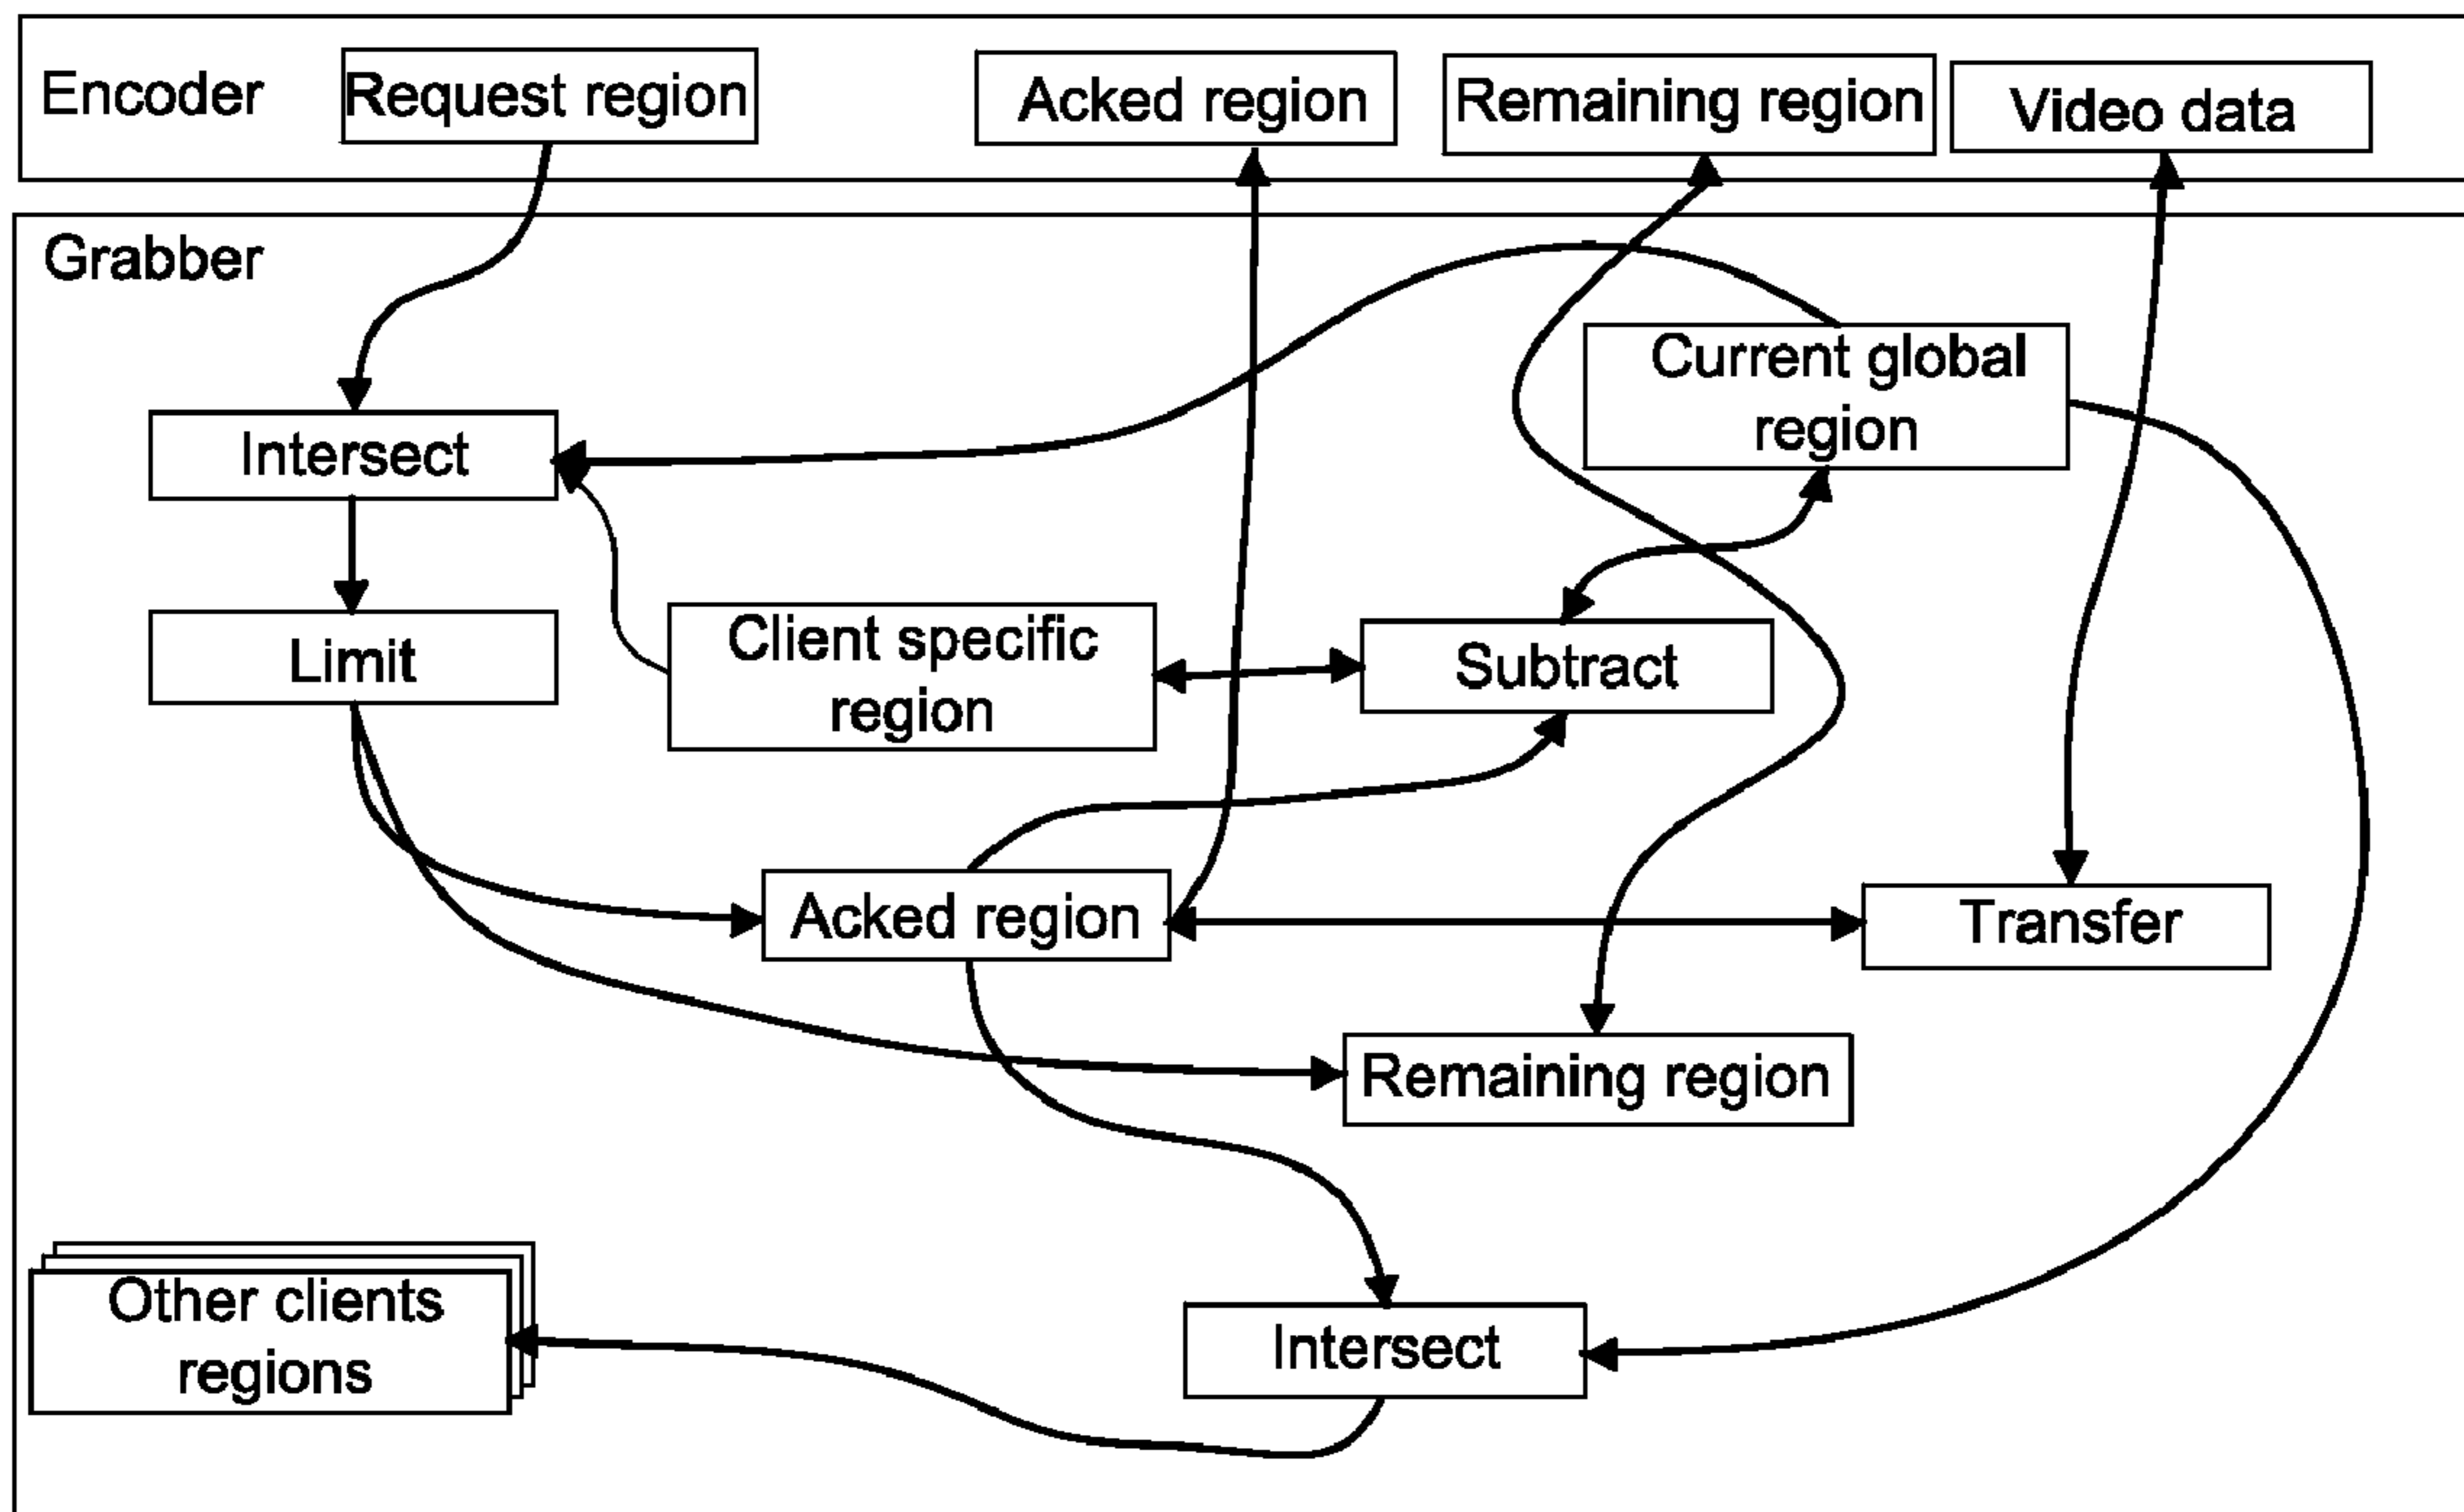 Encoder
Request region
Acked region
Remaining region
Video data
Grabber
Current global
region
Intersect
Limit
Client specific
region
Subtract
Acked region
Transfer
Remaining region
Other clients
regions
Intersect